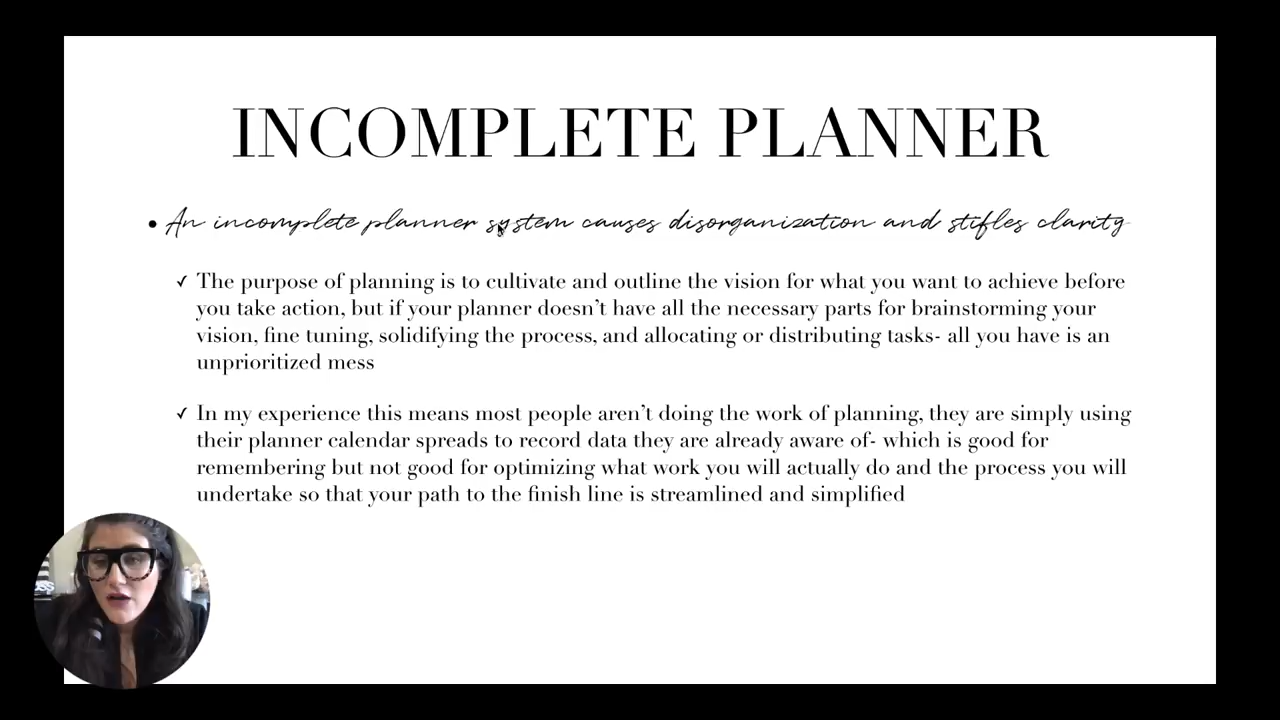 INCOMPLETE PLANNER
• An incomplete planner system causes disorganization and stifles clarity
✓ The purpose of planning is to cultivate and outline the vision for what you want to achieve before
you take action, but if your planner doesn't have all the necessary parts for brainstorming your
vision, fine tuning, solidifying the process, and allocating or distributing tasks- all you have is an
unprioritized mess
✓ In my experience this means most people aren't doing the work of planning, they are simply using
their planner calendar spreads to record data they are already aware of- which is good for
remembering but not good for optimizing what work you will actually do and the process you will
undertake so that your path to the finish line is streamlined and simplified